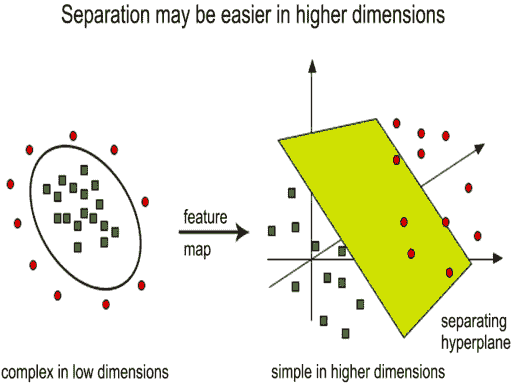 Separation may be easier in higher dimensions
feature
map
separating
hyperplane
complex in low dimensions
simple in higher dimensions